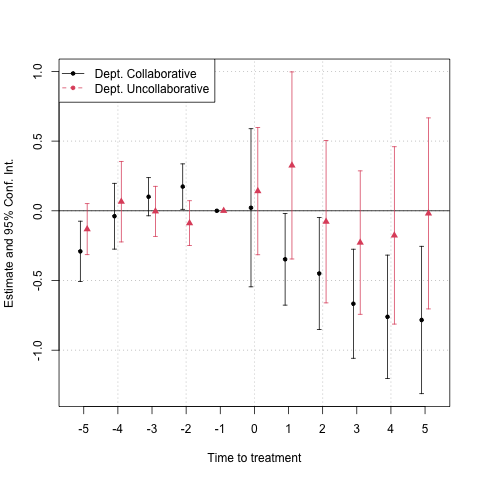 Dept. Collaborative
Dept. Uncollaborative
Estimate and 95% Conf. Int.
1.0
0.5
0.0
-0.5
-1.0
-5 -4 -3 -2 -1 0 1 2 3 4 5
Time to treatment